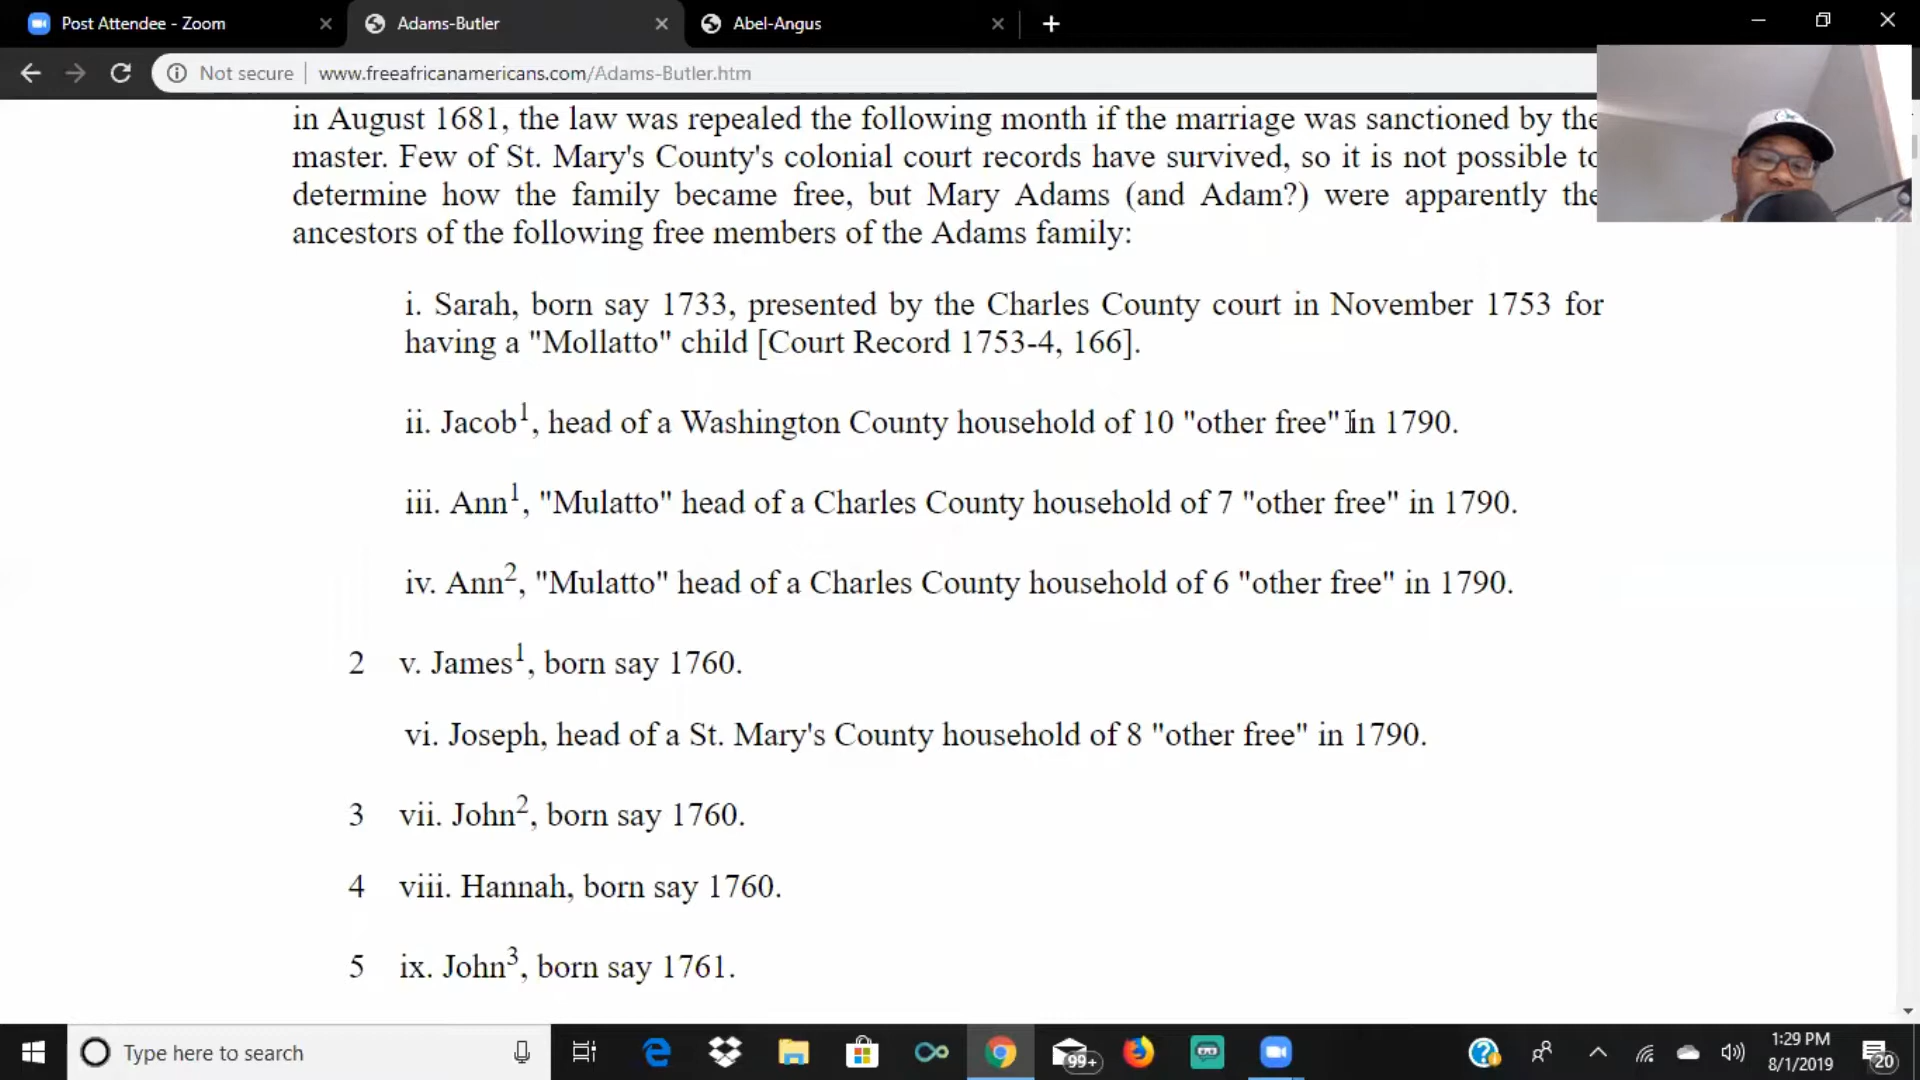 Post Attendee - Zoom
Adams-Butler
Abel-Angus
Not secure
www.freeafricanamericans.com/Adams-Butler.htm
in August 1681, the law was repealed the following month if the marriage was sanctioned by the
master. Few of St. Mary's County's colonial court records have survived, so it is not possible to
determine how the family became free, but Mary Adams (and Adam?) were apparently the
ancestors of the following free members of the Adams family:
i. Sarah, born say 1733, presented by the Charles County court in November 1753 for
having a "Mollatto" child [Court Record 1753-4, 166].
ii. Jacob1, head of a Washington County household of 10 "other free" in 1790.
iii. Ann1, "Mulatto" head of a Charles County household of 7 "other free" in 1790.
iv. Ann2, "Mulatto" head of a Charles County household of 6 "other free" in 1790.
2 v. James1, born say 1760.
vi. Joseph, head of a St. Mary's County household of 8 "other free" in 1790.
3 vii. John2, born say 1760.
4 viii. Hannah, born say 1760.
5 ix. John3, born say 1761.
Type here to search
99+
1:29 PM
8/1/2019
20